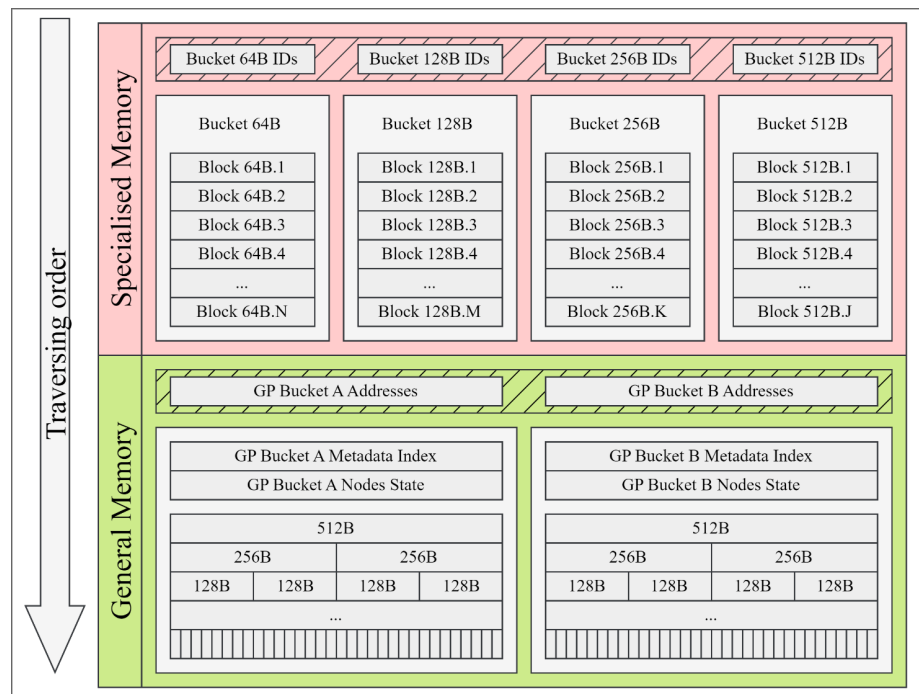 Traversing order
Specialised Memory
Bucket 64B IDs
Bucket 128B IDs
Bucket 256B IDs
Bucket 512B IDs
Bucket 64B
Block 64B.1
Block 64B.2
Block 64B.3
Block 64B.4
...
Block 64B.N
Bucket 128B
Block 128B.1
Block 128B.2
Block 128B.3
Block 128B.4
...
Block 128B.M
Bucket 256B
Block 256B.1
Block 256B.2
Block 256B.3
Block 256B.4
...
Block 256B.K
Bucket 512B
Block 512B.1
Block 512B.2
Block 512B.3
Block 512B.4
...
Block 512B.J
General Memory
GP Bucket A Addresses
GP Bucket B Addresses
GP Bucket A Metadata Index
GP Bucket A Nodes State
512B
256B 256B
128B 128B 128B 128B
...
GP Bucket B Metadata Index
GP Bucket B Nodes State
512B
256B 256B
128B 128B 128B 128B
...